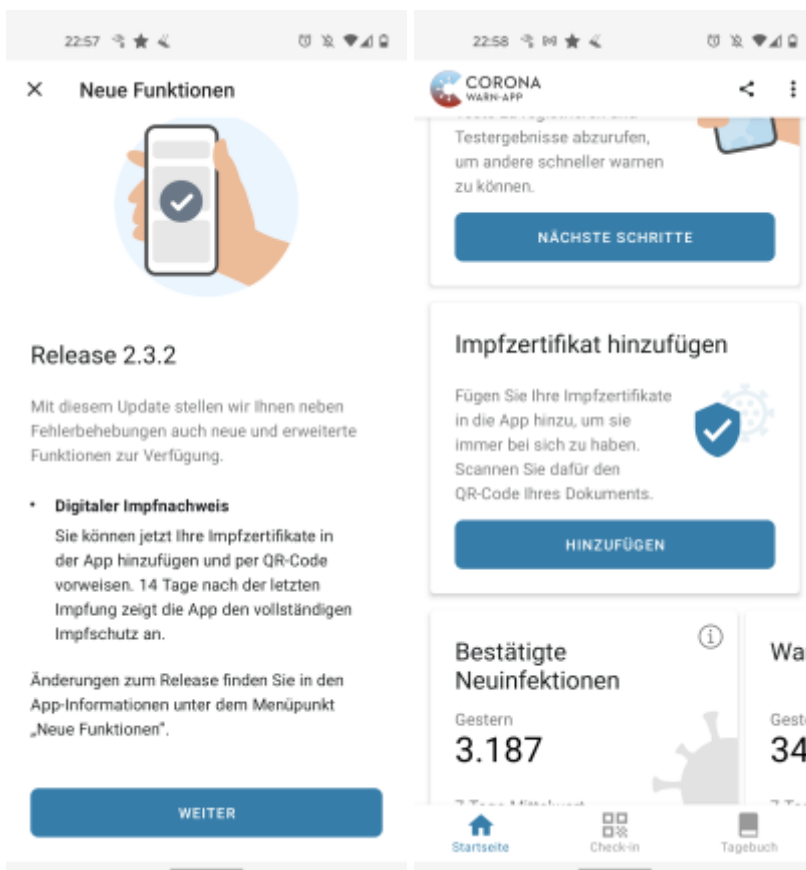 22:57
Neue Funktionen
Release 2.3.2
Mit diesem Update stellen wir Ihnen neben
Fehlerbehebungen auch neue und erweiterte
Funktionen zur Verfügung.
• Digitaler Impfnachweis
Sie können jetzt Ihre Impfzertifikate in
der App hinzufügen und per QR-Code
vorweisen. 14 Tage nach der letzten
Impfung zeigt die App den vollständigen
Impfschutz an.
Änderungen zum Release finden Sie in den
App-Informationen unter dem Menüpunkt
„Neue Funktionen“.
WEITER
22:58
CORONA
WARN-APP
Testergebnisse abzurufen,
um andere schneller warnen
zu können.
NÄCHSTE SCHRITTE
Impfzertifikat hinzufügen
Fügen Sie Ihre Impfzertifikate
in die App hinzu, um sie
immer bei sich zu haben.
Scannen Sie dafür den
QR-Code Ihres Dokuments.
HINZUFÜGEN
Bestätigte
Neuinfektionen
Gestern
3.187
Wa
Gest
34
Startseite
Check-in
Tagebuch